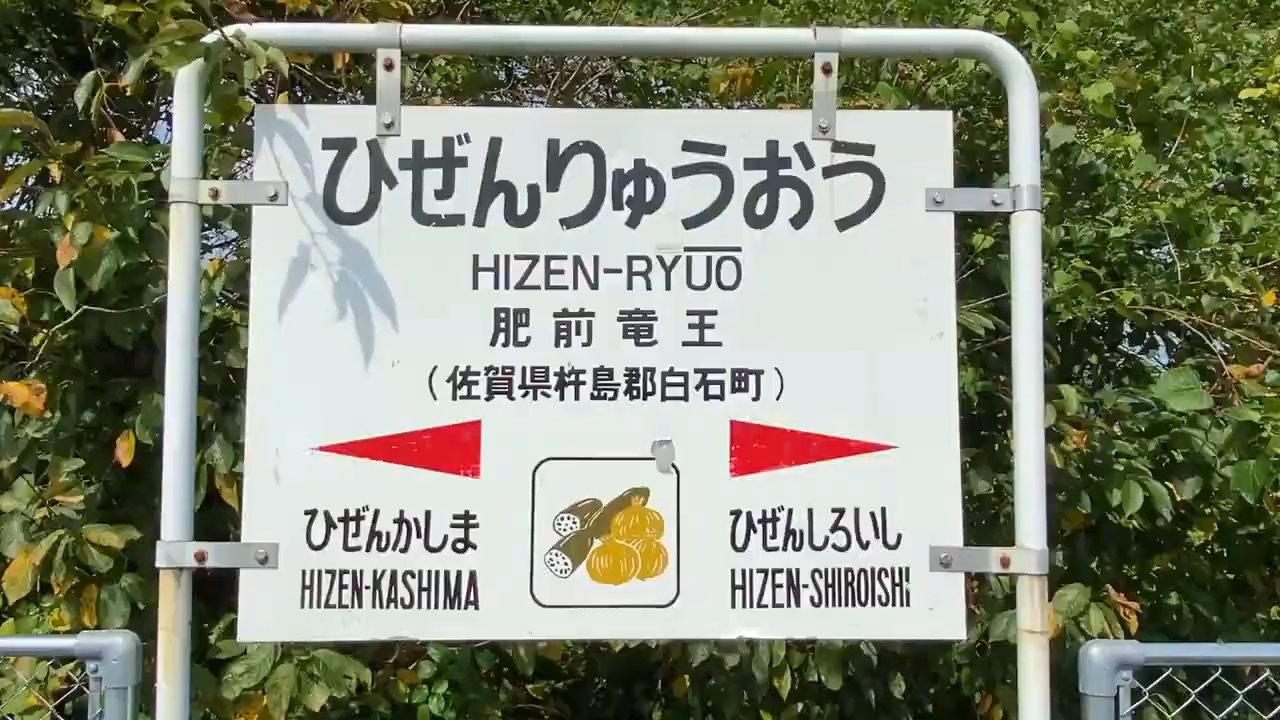 ひぜんりゅうおう
HIZEN-RYŪŌ
肥前竜王
(佐賀県杵島郡白石町)
ひぜんかしま
HIZEN-KASHIMA
ひぜんしろいし
HIZEN-SHIROISHI